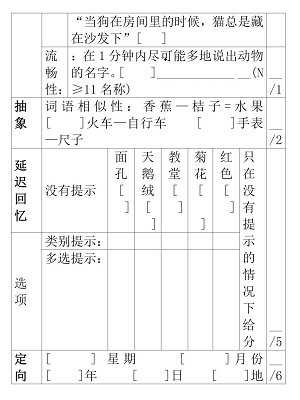 “当狗在房间里的时候，猫总是藏
在沙发下”[ ]
流畅性： ；在 1 分钟内尽可能多地说出动物
的名字。[ ]____________ __(N
≥11 名称) __/1
抽象 词语相似性：香蕉—桔子=水果
[ ]火车—自行车 [ ]手表
—尺子 __/2
延迟回忆 没有提示 面孔[ ] 天鹅绒[ ] 教堂[ ] 菊花[ ] 红色[ ] 只在没有提示的情况下给分 __/5
选项 类别提示：
多选提示：
定向 [ ] 星期 [ ]月份
[ ]年 [ ]日 [ ]地 __/6